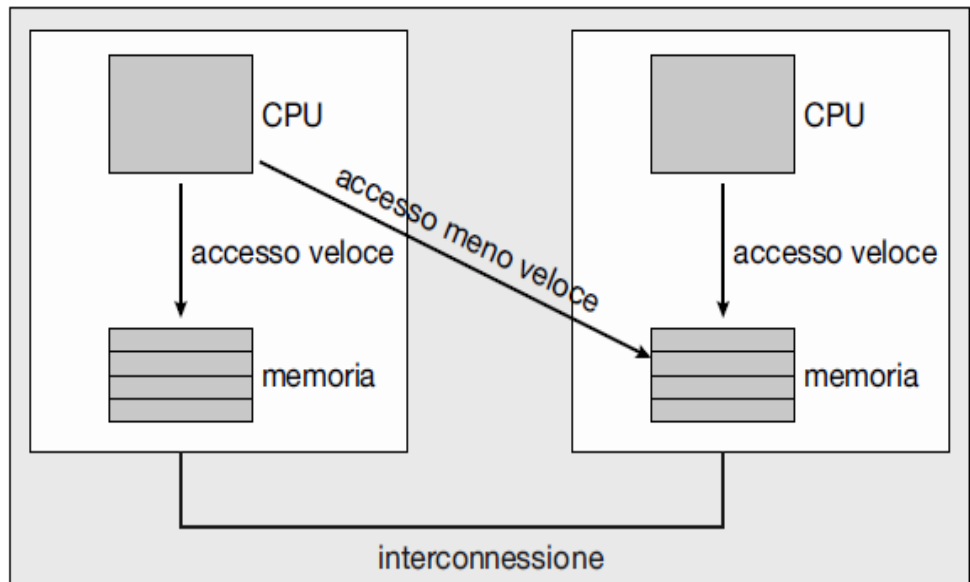 CPU
CPU
accesso meno veloce
accesso veloce
accesso veloce
memoria
memoria
interconnessione